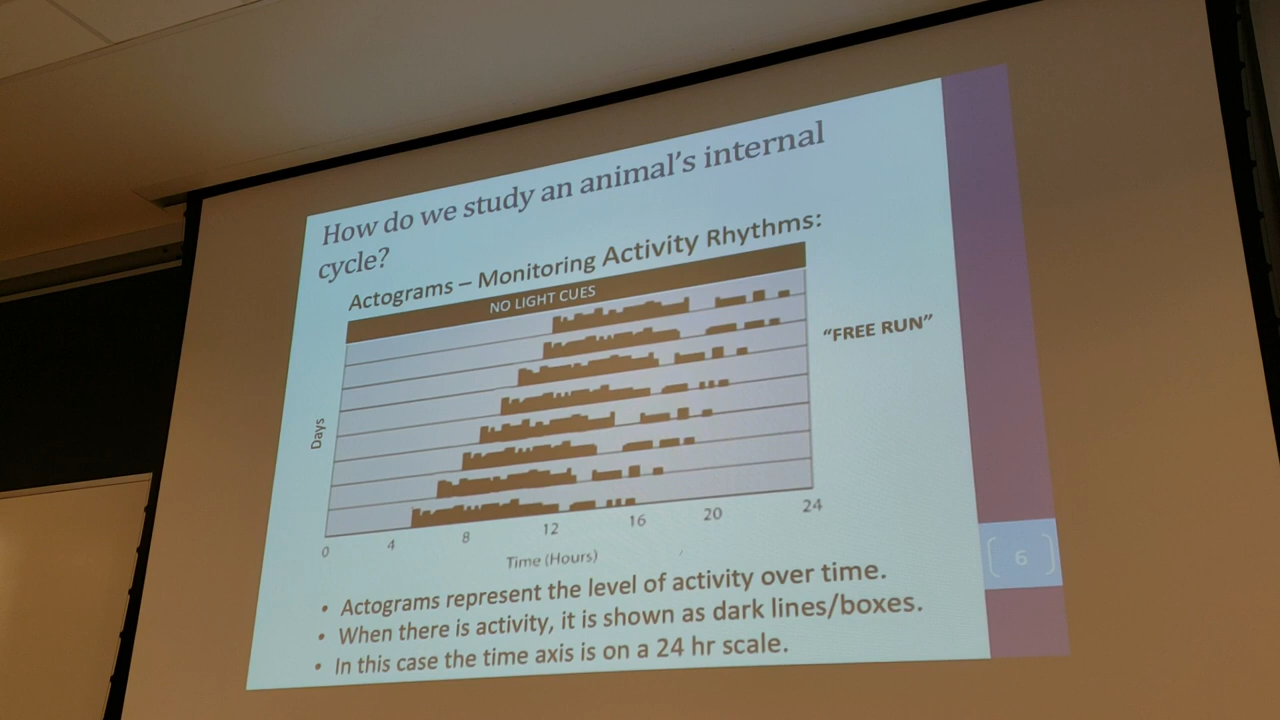 How do we study an animal's internal
cycle?
Actograms – Monitoring Activity Rhythms:
NO LIGHT CUES
"FREE RUN"
Days
0 4 8 12 16 20 24
Time (Hours)
• Actograms represent the level of activity over time.
• When there is activity, it is shown as dark lines/boxes.
• In this case the time axis is on a 24 hr scale.
6